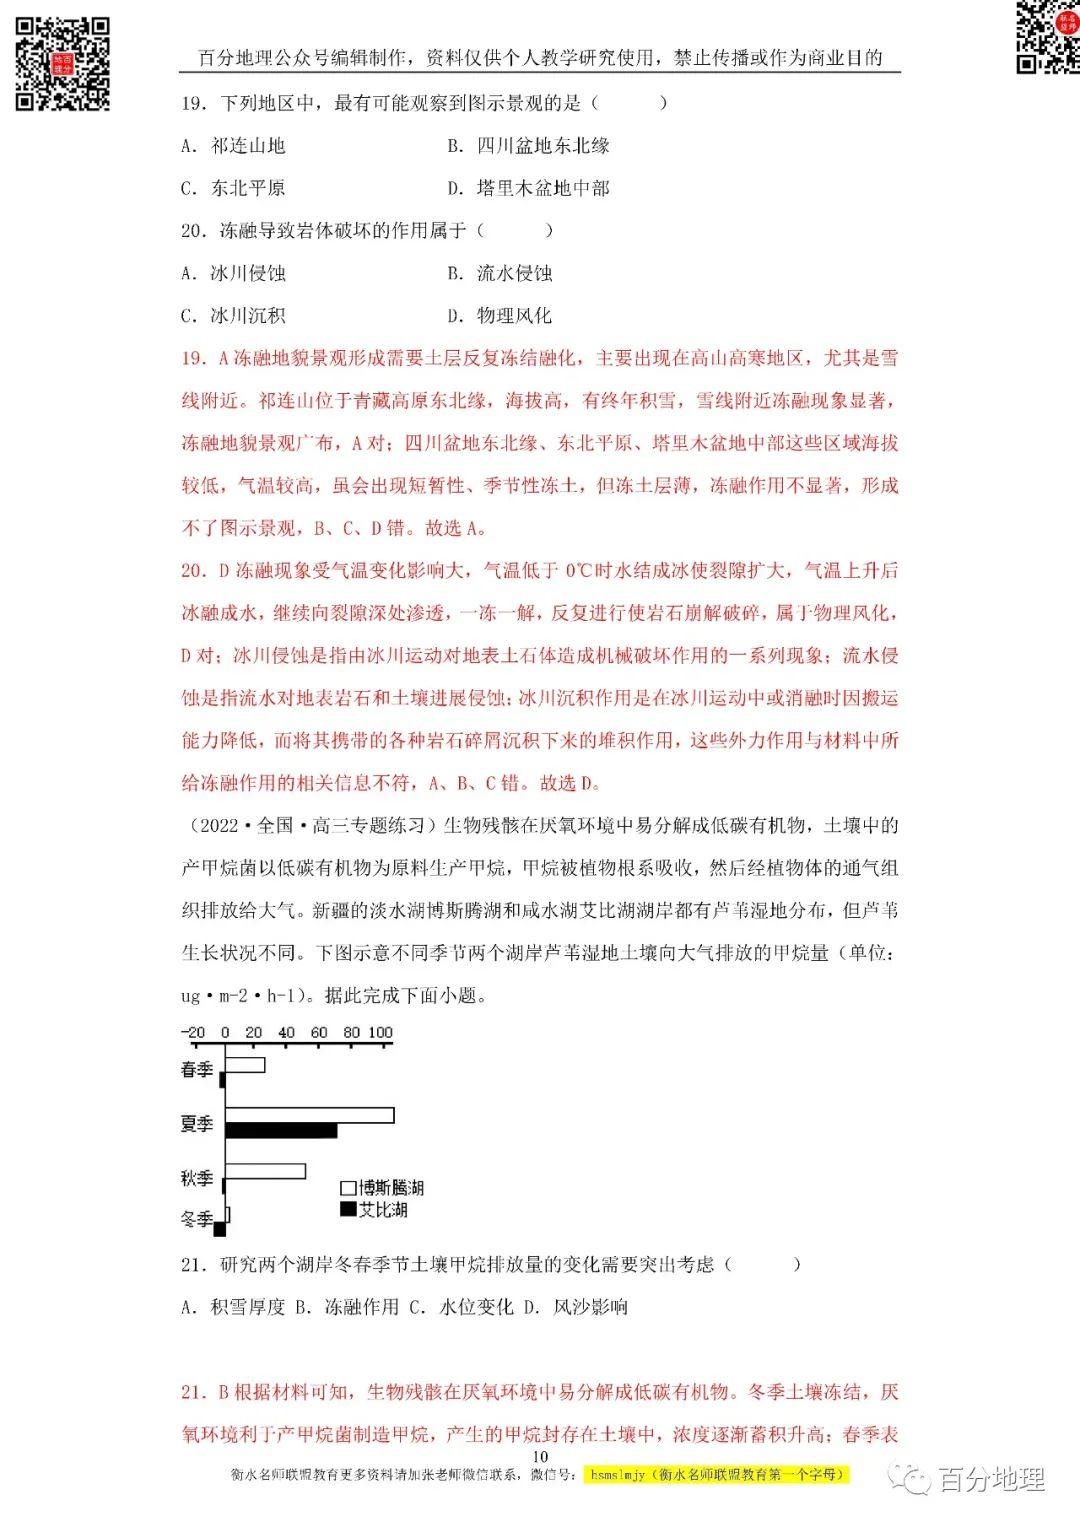 百分地理公众号编辑制作，资料仅供个人教学研究使用，禁止传播或作为商业目的
百分地理
19．下列地区中，最有可能观察到图示景观的是（　　　）
A．祁连山地　　　B．四川盆地东北缘
C．东北平原　　　D．塔里木盆地中部
20．冻融导致岩体破坏的作用属于（　　　）
A．冰川侵蚀　　　B．流水侵蚀
C．冰川沉积　　　D．物理风化
19．A 冻融地貌景观形成需要土层反复冻结融化，主要出现在高山高寒地区，尤其是雪
线附近。祁连山位于青藏高原东北缘，海拔高，有终年积雪，雪线附近冻融现象显著，
冻融地貌景观广布，A 对；四川盆地东北缘、东北平原、塔里木盆地中部这些区域海拔
较低，气温较高，虽会出现短暂性、季节性冻土，但冻土层薄，冻融作用不显著，形成
不了图示景观，B、C、D 错。故选 A。
20．D 冻融现象受气温变化影响大，气温低于 0℃时水结成冰使裂隙扩大，气温上升后
冰融成水，继续向裂隙深处渗透，一冻一解，反复进行使岩石崩解破碎，属于物理风化，
D 对；冰川侵蚀是指由冰川运动对地表土石体造成机械破坏作用的一系列现象；流水侵
蚀是指流水对地表岩石和土壤进展侵蚀；冰川沉积作用是在冰川运动中或消融时因搬运
能力降低，而将其携带的各种岩石碎屑沉积下来的堆积作用，这些外力作用与材料中所
给冻融作用的相关信息不符，A、B、C 错。故选 D。
（2022·全国·高三专题练习）生物残骸在厌氧环境中易分解成低碳有机物，土壤中的
产甲烷菌以低碳有机物为原料生产甲烷，甲烷被植物根系吸收，然后经植物体的通气组
织排放给大气。新疆的淡水湖博斯腾湖和咸水湖艾比湖湖岸都有芦苇湿地分布，但芦苇
生长状况不同。下图示意不同季节两个湖岸芦苇湿地土壤向大气排放的甲烷量（单位：
ug·m-2·h-1）。据此完成下面小题。
-20 0 20 40 60 80 100
春季
夏季
秋季
冬季
博斯腾湖
艾比湖
21．研究两个湖岸冬春季节土壤甲烷排放量的变化需要突出考虑（　　　）
A．积雪厚度 B．冻融作用 C．水位变化 D．风沙影响
21．B 根据材料可知，生物残骸在厌氧环境中易分解成低碳有机物。冬季土壤冻结，厌
氧环境利于产甲烷菌制造甲烷，产生的甲烷封存在土壤中，浓度逐渐蓄积升高；春季表
10
衡水名师联盟教育更多资料请加张老师微信联系，微信号： hsmslmjy（衡水名师联盟教育第一个字母）
百分地理